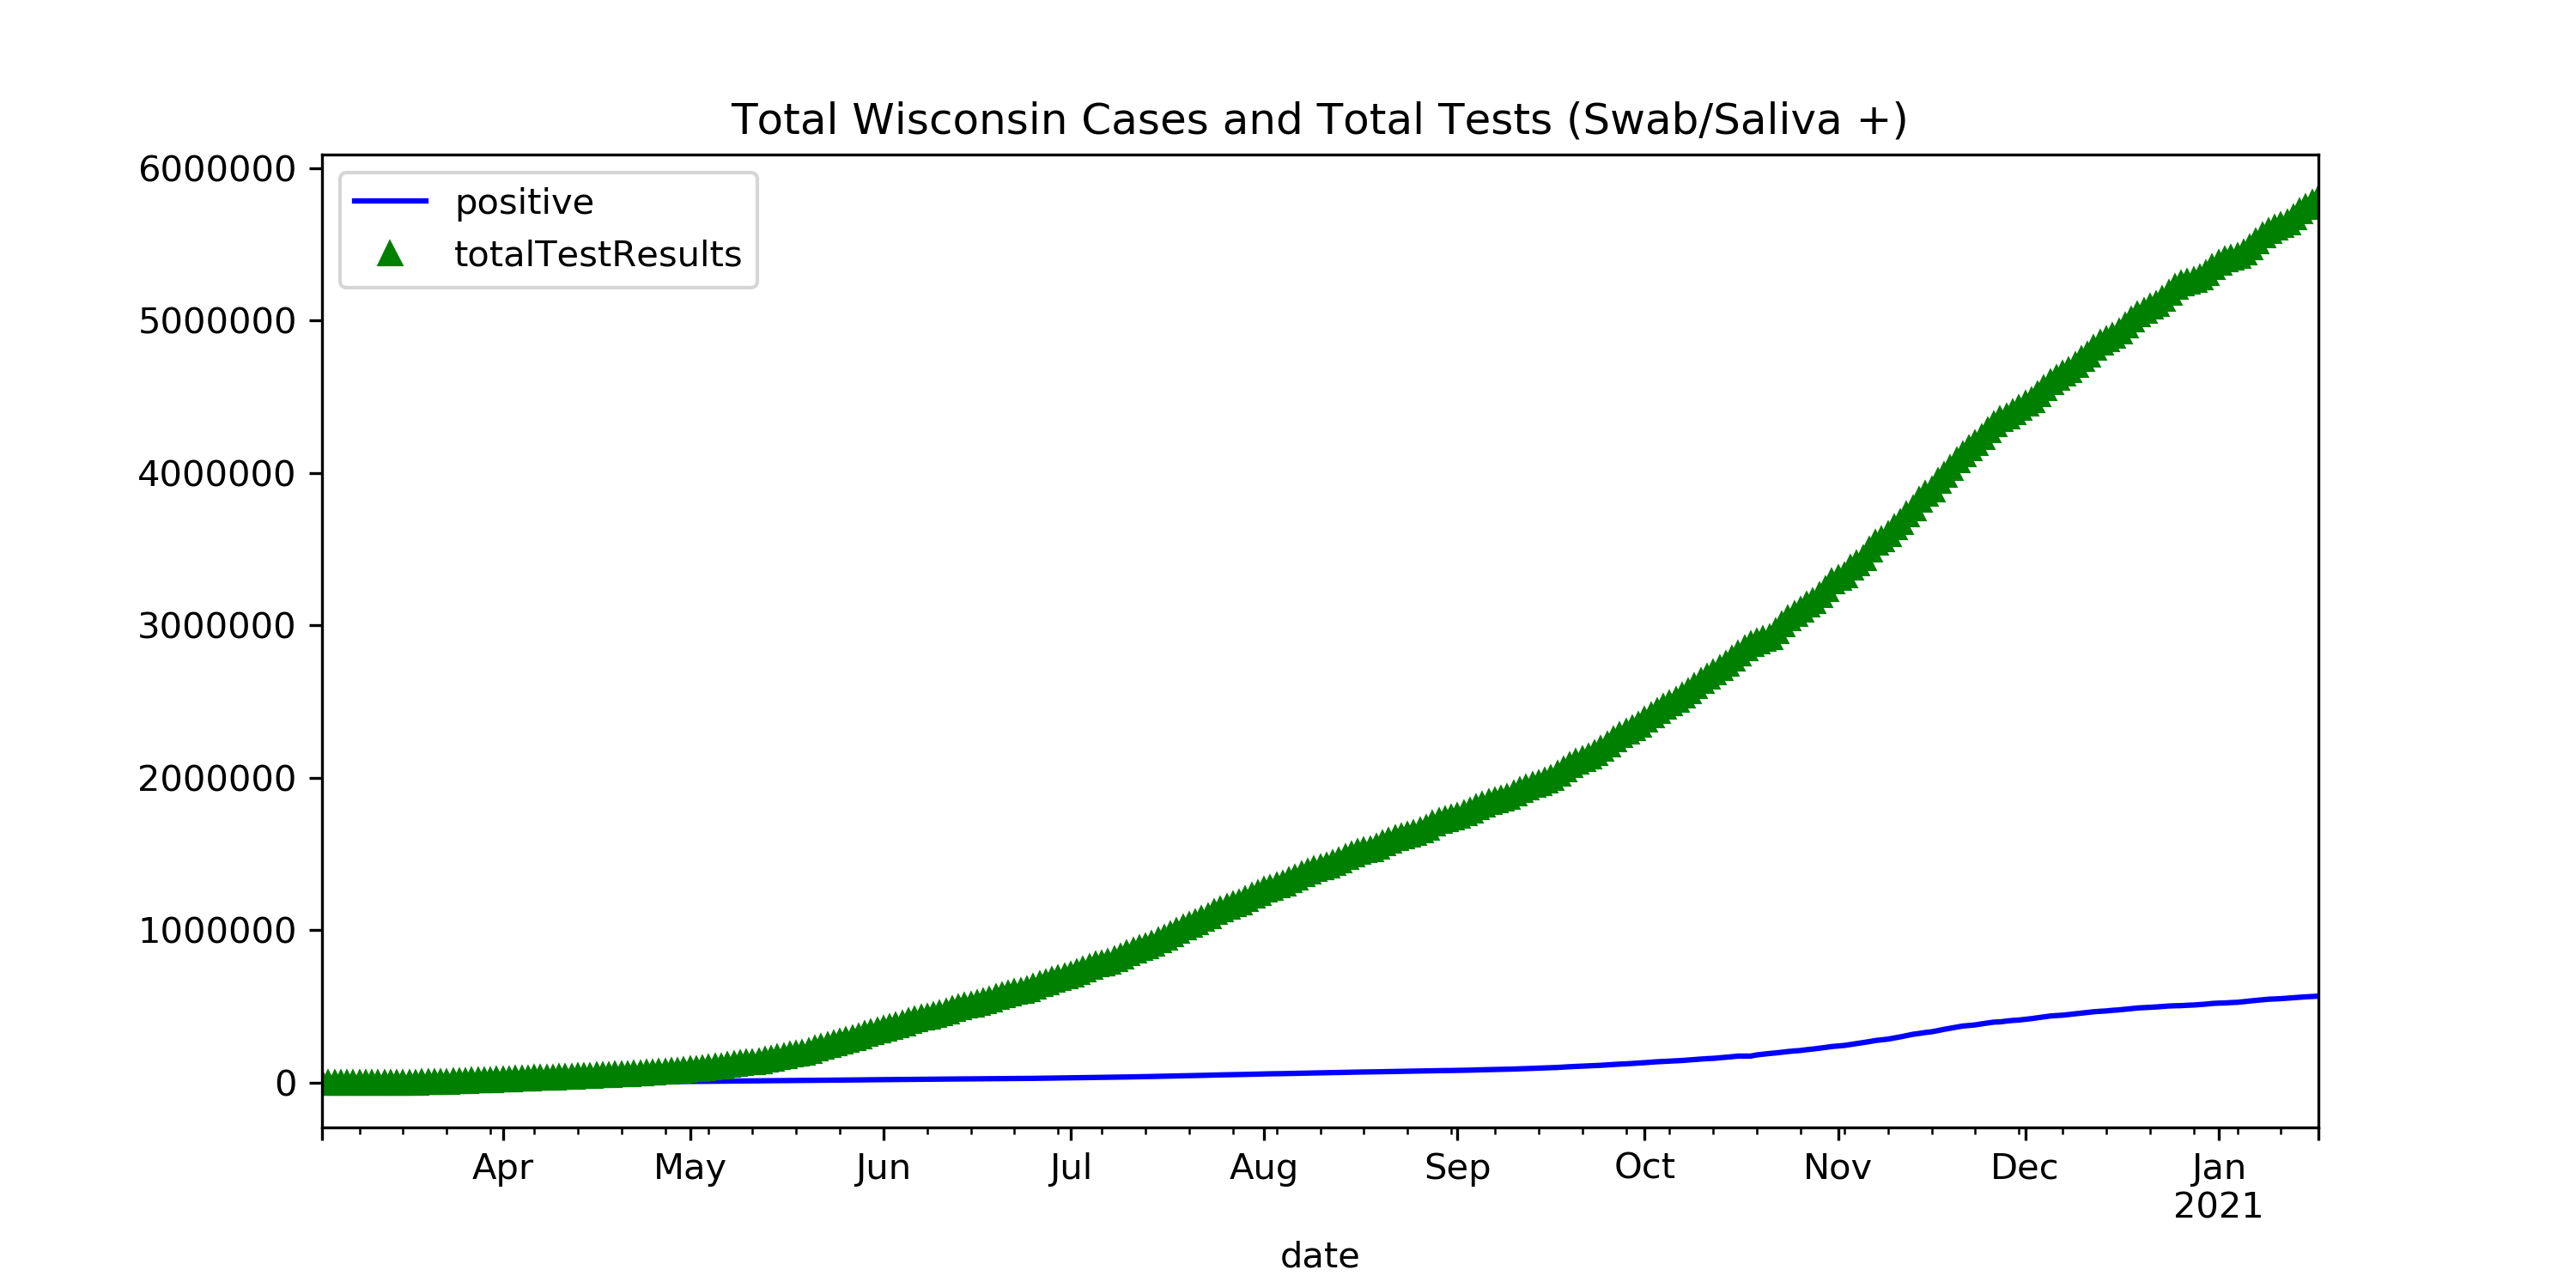 Total Wisconsin Cases and Total Tests (Swab/Saliva +)
6000000
5000000
4000000
3000000
2000000
1000000
0
positive
totalTestResults
Apr May Jun Jul Aug Sep Oct Nov Dec Jan
2021
date